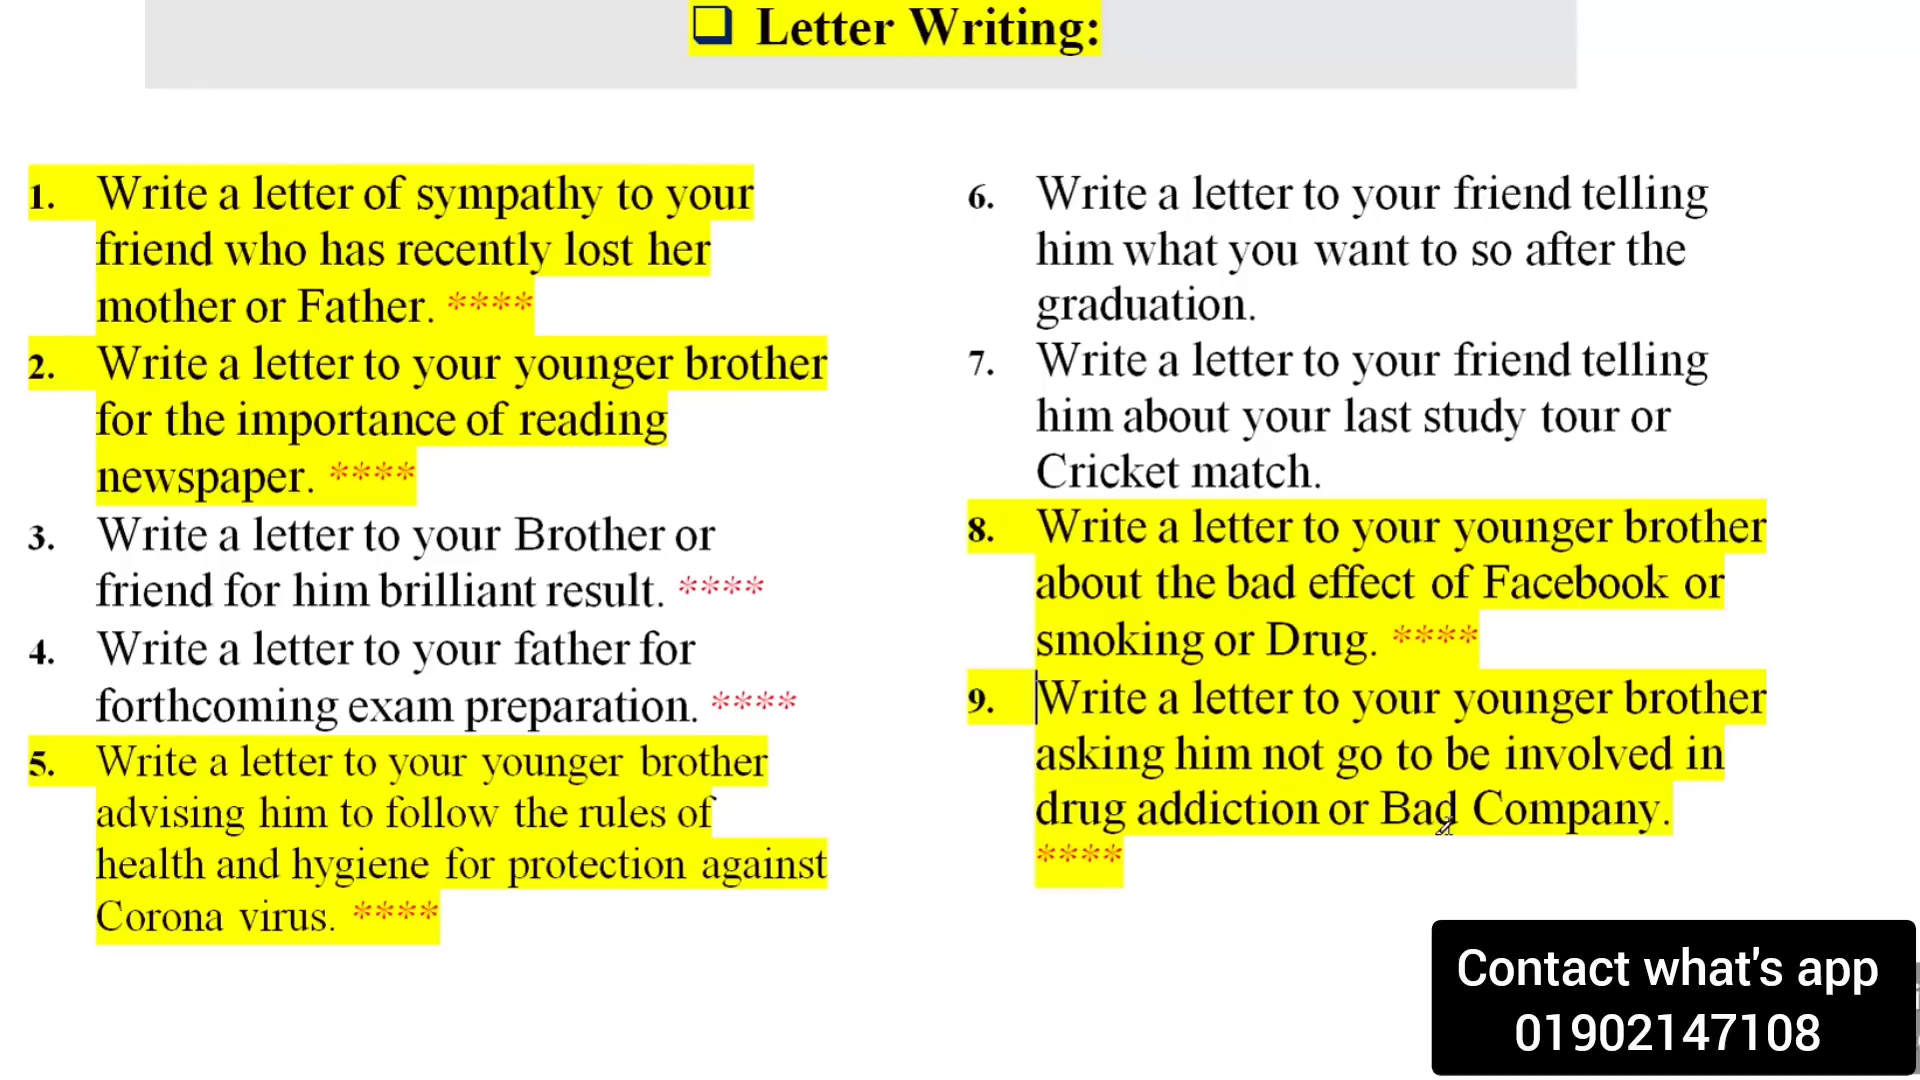 ❑ Letter Writing:
1. Write a letter of sympathy to your
friend who has recently lost her
mother or Father. ****
2. Write a letter to your younger brother
for the importance of reading
newspaper. ****
3. Write a letter to your Brother or
friend for him brilliant result. ****
4. Write a letter to your father for
forthcoming exam preparation. ****
5. Write a letter to your younger brother
advising him to follow the rules of
health and hygiene for protection against
Corona virus. ****
6. Write a letter to your friend telling
him what you want to so after the
graduation.
7. Write a letter to your friend telling
him about your last study tour or
Cricket match.
8. Write a letter to your younger brother
about the bad effect of Facebook or
smoking or Drug. ****
9. Write a letter to your younger brother
asking him not go to be involved in
drug addiction or Bad Company.
****
Contact what's app
01902147108